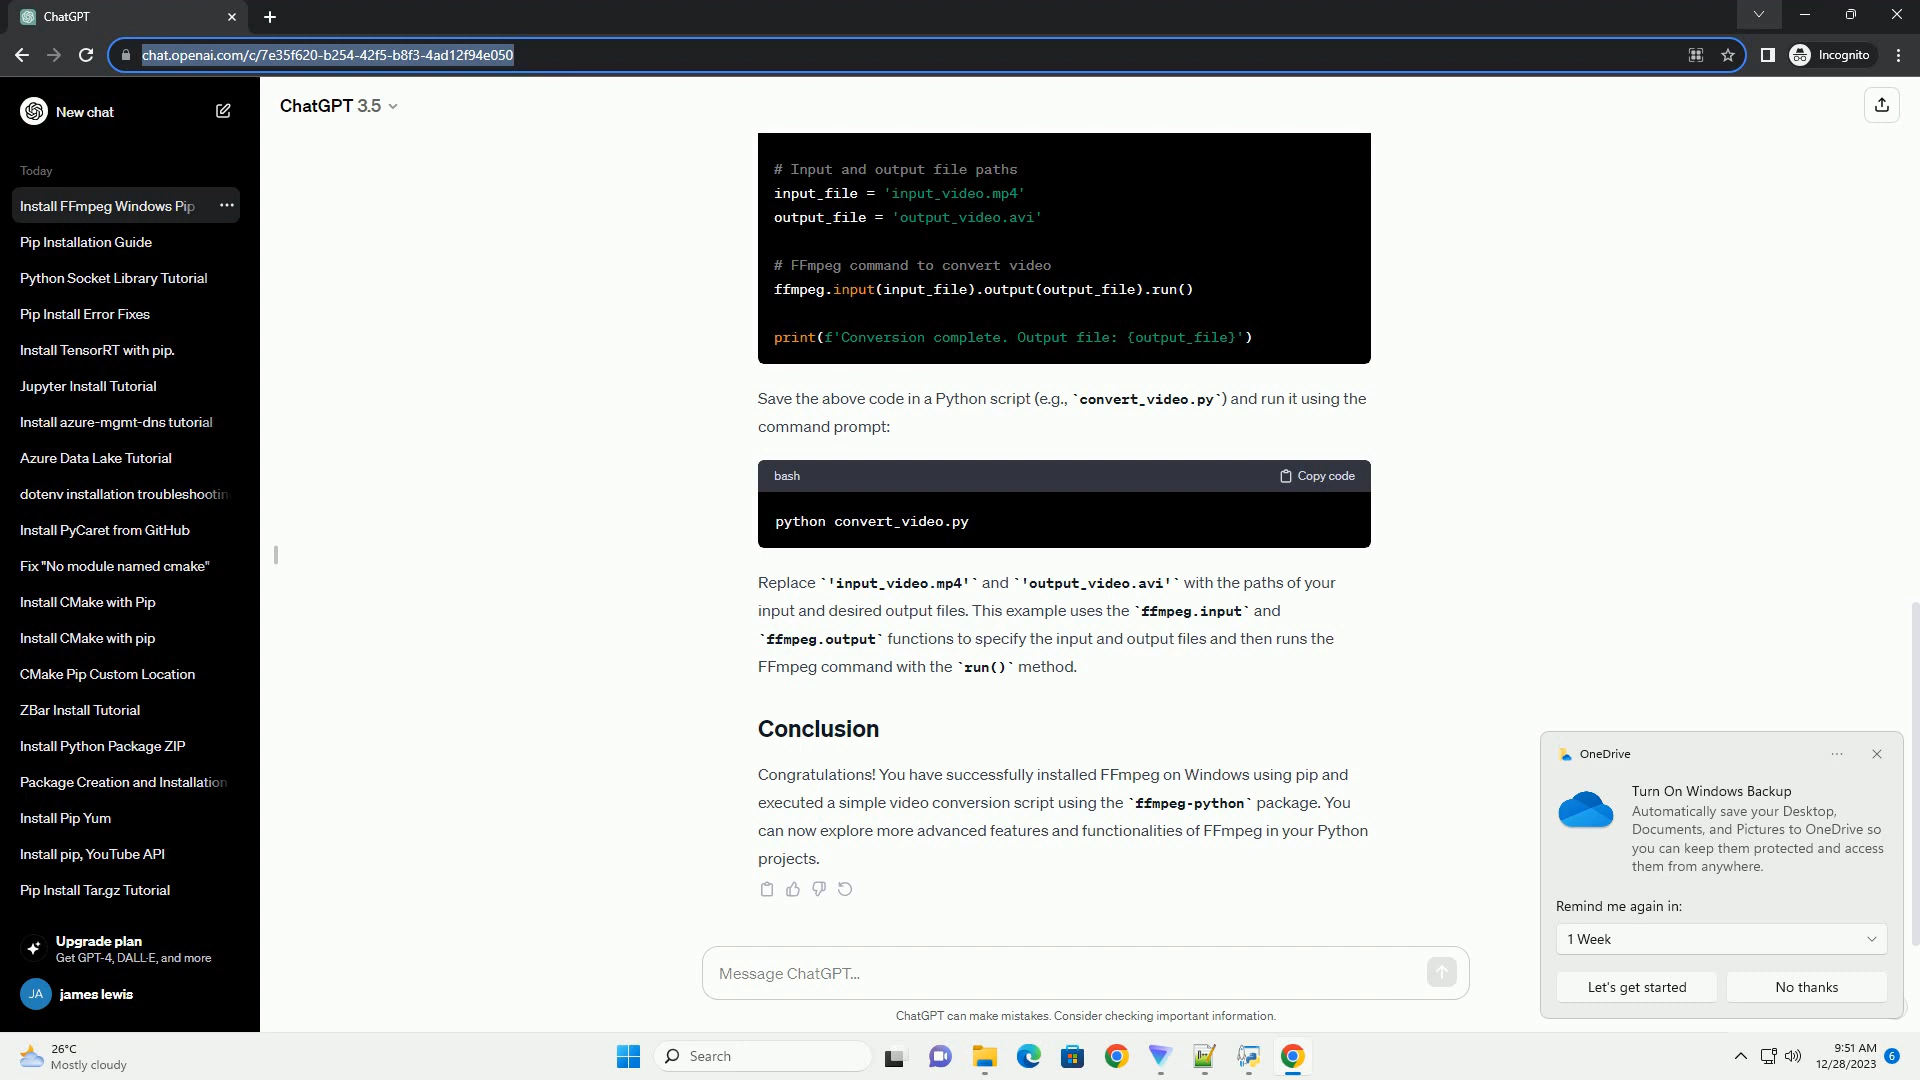 ChatGPT
chat.openai.com/c/7e35f620-b254-42f5-b8f3-4ad12f94e050
Incognito
New chat
Today
Install FFmpeg Windows Pip
Pip Installation Guide
Python Socket Library Tutorial
Pip Install Error Fixes
Install TensorRT with pip.
Jupyter Install Tutorial
Install azure-mgmt-dns tutorial
Azure Data Lake Tutorial
dotenv installation troubleshootin
Install PyCaret from GitHub
Fix "No module named cmake"
Install CMake with Pip
Install CMake with pip
CMake Pip Custom Location
ZBar Install Tutorial
Install Python Package ZIP
Package Creation and Installation
Install Pip Yum
Install pip, YouTube API
Pip Install Tar.gz Tutorial
Upgrade plan
Get GPT-4, DALL·E, and more
JA
james lewis
ChatGPT 3.5
# Input and output file paths
input_file = 'input_video.mp4'
output_file = 'output_video.avi'
# FFmpeg command to convert video
ffmpeg.input(input_file).output(output_file).run()
print(f'Conversion complete. Output file: {output_file}')
Save the above code in a Python script (e.g., `convert_video.py`) and run it using the
command prompt:
bash
Copy code
python convert_video.py
Replace `'input_video.mp4'` and `'output_video.avi'` with the paths of your
input and desired output files. This example uses the `ffmpeg.input` and
`ffmpeg.output` functions to specify the input and output files and then runs the
FFmpeg command with the `run()` method.
Conclusion
Congratulations! You have successfully installed FFmpeg on Windows using pip and
executed a simple video conversion script using the `ffmpeg-python` package. You
can now explore more advanced features and functionalities of FFmpeg in your Python
projects.
Message ChatGPT...
ChatGPT can make mistakes. Consider checking important information.
OneDrive
Turn On Windows Backup
Automatically save your Desktop,
Documents, and Pictures to OneDrive so
you can keep them protected and access
them from anywhere.
Remind me again in:
1 Week
Let's get started
No thanks
26°C
Mostly cloudy
Search
9:51 AM
12/28/2023
6